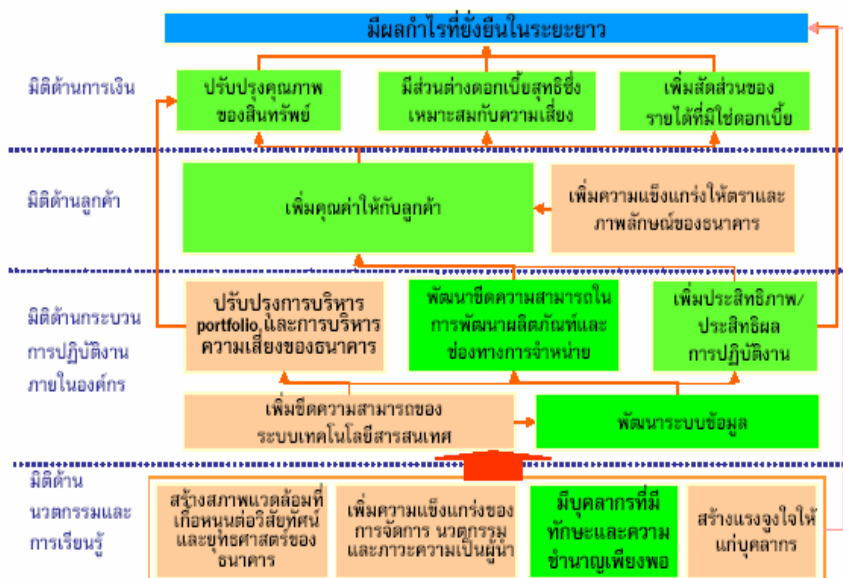 มีผลกำไรที่ยั่งยืนในระยะยาว
มิติด้านการเงิน
ปรับปรุงคุณภาพ
ของสินทรัพย์
มีส่วนต่างดอกเบี้ยสุทธิซึ่ง
เหมาะสมกับความเสี่ยง
เพิ่มสัดส่วนของ
รายได้ที่มิใช่ดอกเบี้ย
มิติด้านลูกค้า
เพิ่มคุณค่าให้กับลูกค้า
เพิ่มความแข็งแกร่งให้ตราและ
ภาพลักษณ์ของธนาคาร
มิติด้านกระบวน
การปฏิบัติงาน
ภายในองค์กร
ปรับปรุงการบริหาร
portfolio และการบริหาร
ความเสี่ยงของธนาคาร
พัฒนาขีดความสามารถใน
การพัฒนาผลิตภัณฑ์และ
ช่องทางการจำหน่าย
เพิ่มประสิทธิภาพ/
ประสิทธิผล
การปฏิบัติงาน
เพิ่มขีดความสามารถของ
ระบบเทคโนโลยีสารสนเทศ
พัฒนาระบบข้อมูล
มิติด้าน
นวตกรรมและ
การเรียนรู้
สร้างสภาพแวดล้อมที่
เกื้อหนุนต่อวิสัยทัศน์
และยุทธศาสตร์ของ
ธนาคาร
เพิ่มความแข็งแกร่งของ
การจัดการ นวตกรรม
และภาวะความเป็นผู้นำ
มีบุคลากรที่มี
ทักษะและความ
ชำนาญเพียงพอ
สร้างแรงจูงใจให้
แก่บุคลากร